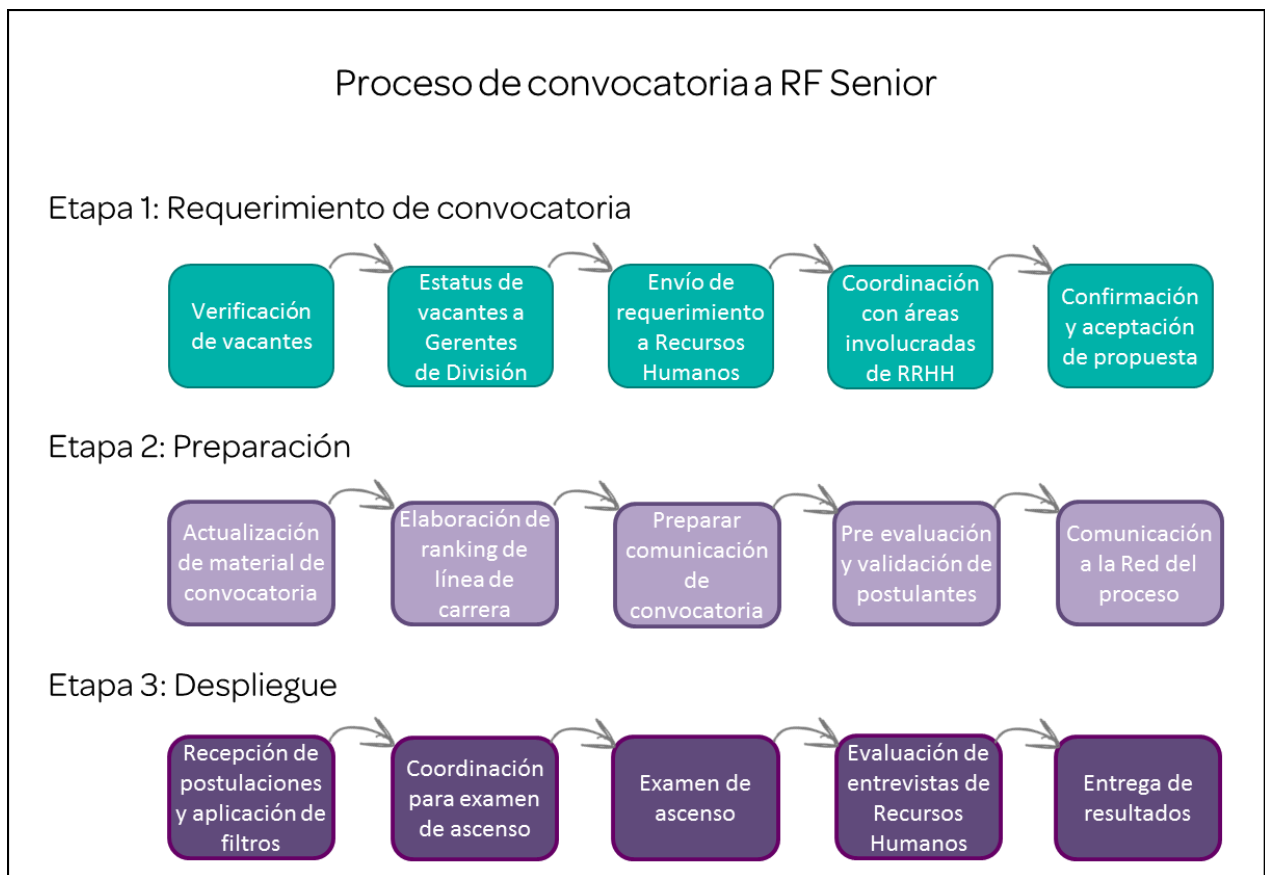 Proceso de convocatoria a RF Senior
Etapa 1: Requerimiento de convocatoria
Verificación
de vacantes
Estatus de
vacantes a
Gerentes
de División
Envío de
requerimiento
a Recursos
Humanos
Coordinación
con áreas
involucradas
de RRHH
Confirmación
y aceptación
de propuesta
Etapa 2: Preparación
Actualización
de material de
convocatoria
Elaboración de
ranking de
línea de
carrera
Preparar
comunicación
de
convocatoria
Pre evaluación
y validación de
postulantes
Comunicación
a la Red del
proceso
Etapa 3: Despliegue
Recepción de
postulaciones
y aplicación de
filtros
Coordinación
para examen
de ascenso
Examen de
ascenso
Evaluación de
entrevistas de
Recursos
Humanos
Entrega de
resultados